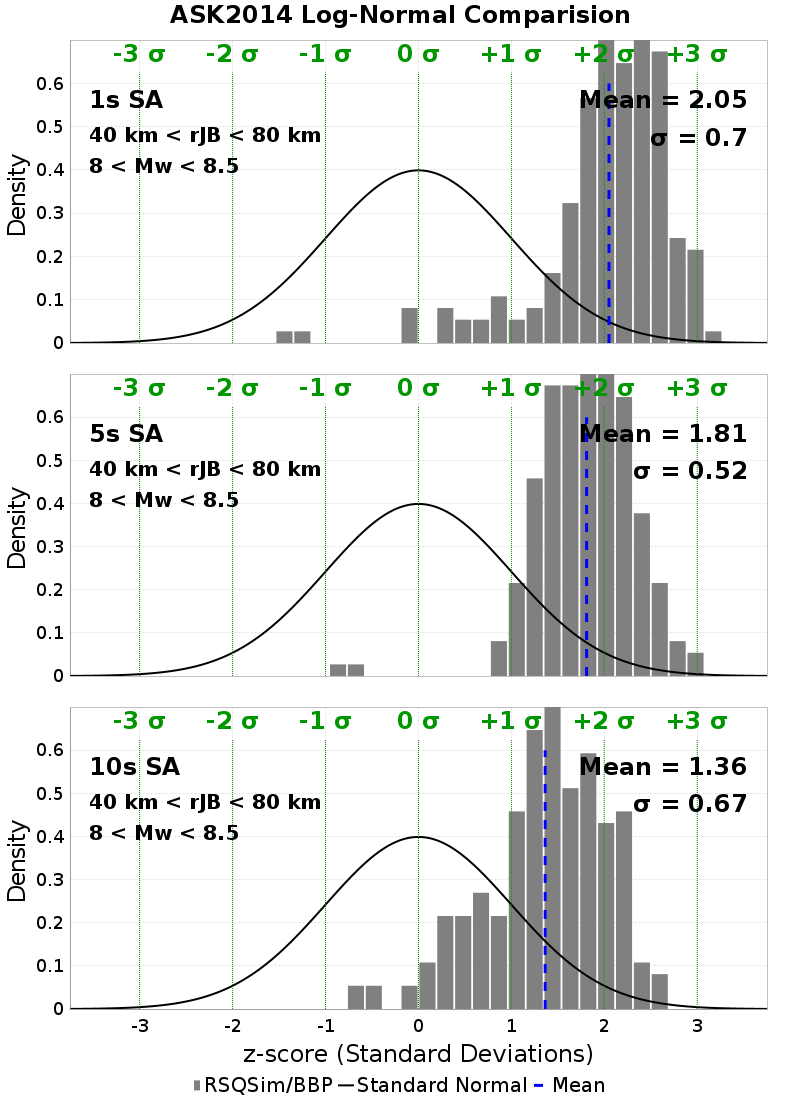 ASK2014 Log-Normal Comparision
-3 σ -2 σ -1 σ 0 σ +1 σ +2 σ +3 σ
1s SA
Mean = 2.05
40 km < rJB < 80 km
σ = 0.7
8 < Mw < 8.5
Density
0.6
0.5
0.4
0.3
0.2
0.1
0
-3 σ -2 σ -1 σ 0 σ +1 σ +2 σ +3 σ
5s SA
Mean = 1.81
40 km < rJB < 80 km
σ = 0.52
8 < Mw < 8.5
Density
0.6
0.5
0.4
0.3
0.2
0.1
0
-3 σ -2 σ -1 σ 0 σ +1 σ +2 σ +3 σ
10s SA
Mean = 1.36
40 km < rJB < 80 km
σ = 0.67
8 < Mw < 8.5
Density
0.6
0.5
0.4
0.3
0.2
0.1
0
-3 -2 -1 0 1 2 3
z-score (Standard Deviations)
RSQSim/BBP Standard Normal Mean